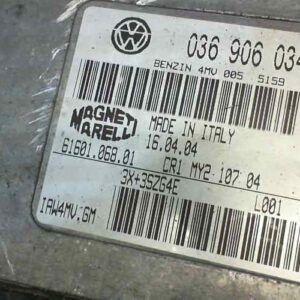 036 906 034
BENZIN 4MV 005 5159
MAGNETI
MARELLI
MADE IN ITALY
16.04.04
61601.068.01
CR1 MY2 107:04
3X+3SZG4E
L001
IAW4MV,GM